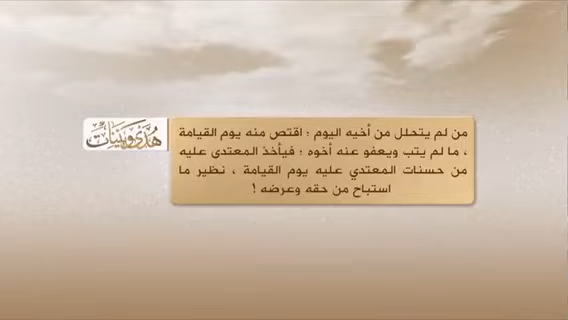 من لم يتحلل من أخيه اليوم ؛ اقتص منه يوم القيامة
، ما لم يتب ويعفو عنه أخوه ؛ فيأخذ المعتدى عليه
من حسنات المعتدي عليه يوم القيامة ، نظير ما
استباح من حقه وعرضه !
هدى وبينات